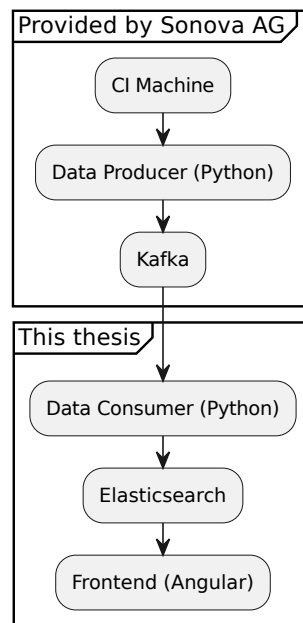 Provided by Sonova AG
CI Machine
Data Producer (Python)
Kafka
This thesis
Data Consumer (Python)
Elasticsearch
Frontend (Angular)